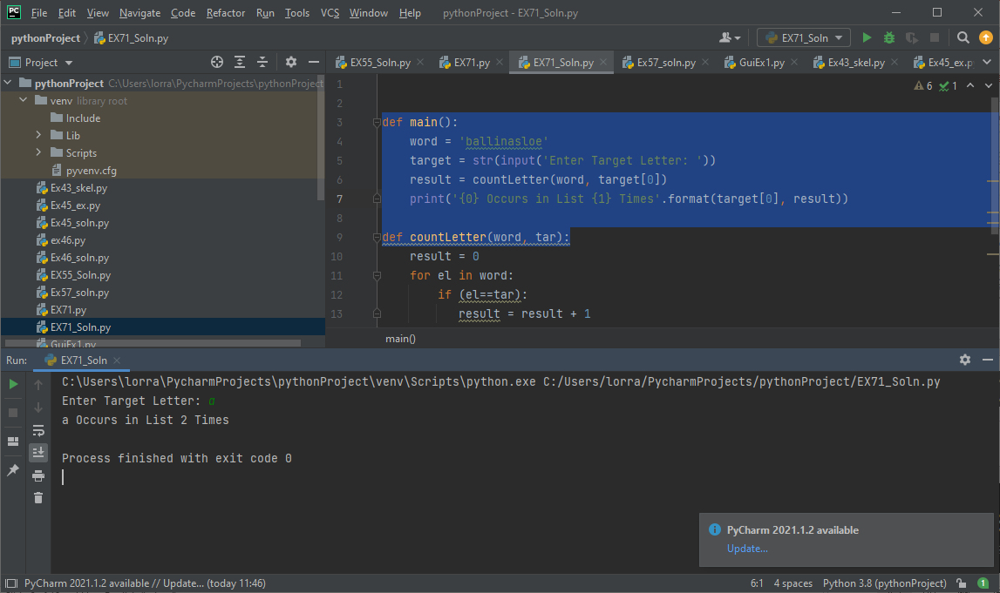 PC File Edit View Navigate Code Refactor Run Tools VCS Window Help pythonProject - EX71_Soln.py
pythonProject EX71_Soln.py EX71_Soln
Project EX55_Soln.py EX71.py EX71_Soln.py Ex57_soln.py GuiEx1.py Ex43_skel.py Ex45_ex.p
pythonProject C:\Users\lorra\PycharmProjects\pythonProject
venv library root
Include
Lib
Scripts
pyvenv.cfg
Ex43_skel.py
Ex45_ex.py
Ex45_soln.py
ex46.py
Ex46_soln.py
EX55_Soln.py
Ex57_soln.py
EX71.py
EX71_Soln.py
GuiEx1.py
6 1
1
2
3 def main():
4 word = 'ballinasloe'
5 target = str(input('Enter Target Letter: '))
6 result = countLetter(word, target[0])
7 print('{0} Occurs in List {1} Times'.format(target[0], result))
8
9 def countLetter(word, tar):
10 result = 0
11 for el in word:
12 if (el==tar):
13 result = result + 1
main()
Run: EX71_Soln
C:\Users\lorra\PycharmProjects\pythonProject\venv\Scripts\python.exe C:/Users/lorra/PycharmProjects/pythonProject/EX71_Soln.py
Enter Target Letter: a
a Occurs in List 2 Times
Process finished with exit code 0
PyCharm 2021.1.2 available
Update...
PyCharm 2021.1.2 available // Update... (today 11:46) 6:1 4 spaces Python 3.8 (pythonProject) 1